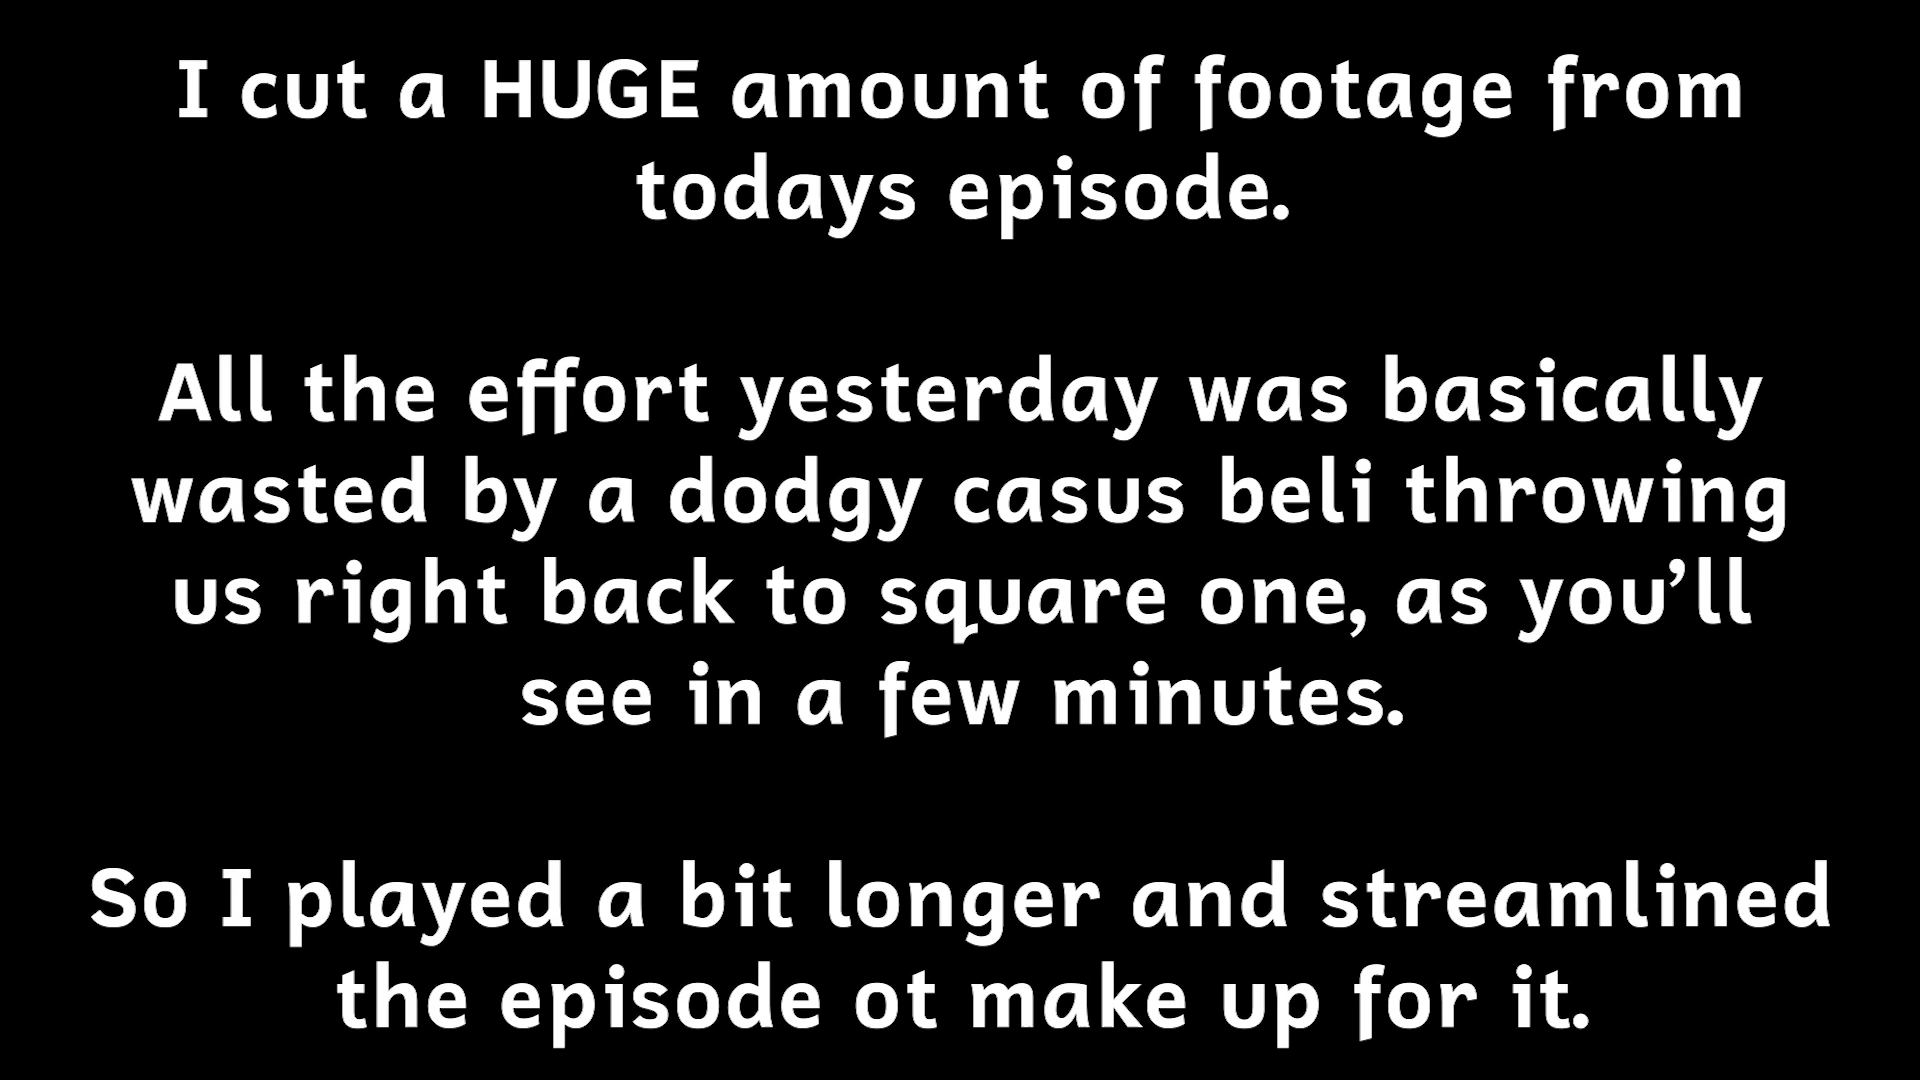 I cut a HUGE amount of footage from
todays episode.
All the effort yesterday was basically
wasted by a dodgy casus beli throwing
us right back to square one, as you’ll
see in a few minutes.
So I played a bit longer and streamlined
the episode ot make up for it.